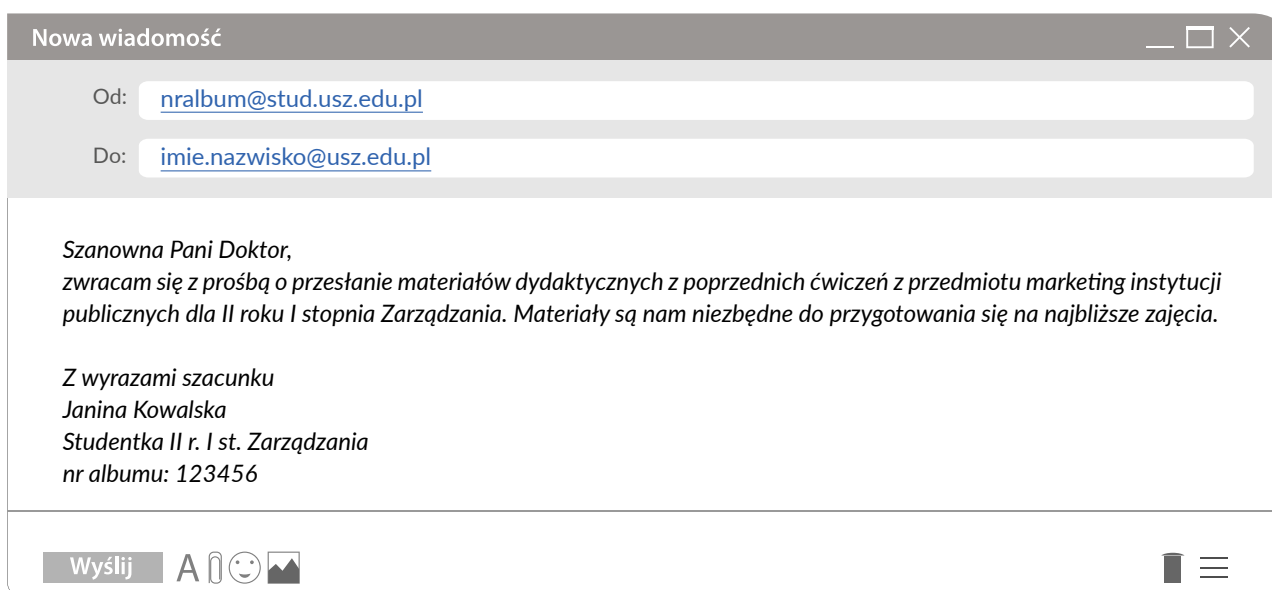 Nowa wiadomość
Od: nralbum@stud.usz.edu.pl
Do: imie.nazwisko@usz.edu.pl
Szanowna Pani Doktor,
zwracam się z prośbą o przesłanie materiałów dydaktycznych z poprzednich ćwiczeń z przedmiotu marketing instytucji
publicznych dla II roku I stopnia Zarządzania. Materiały są nam niezbędne do przygotowania się na najbliższe zajęcia.
Z wyrazami szacunku
Janina Kowalska
Studentka II r. I st. Zarządzania
nr albumu: 123456
Wyślij A